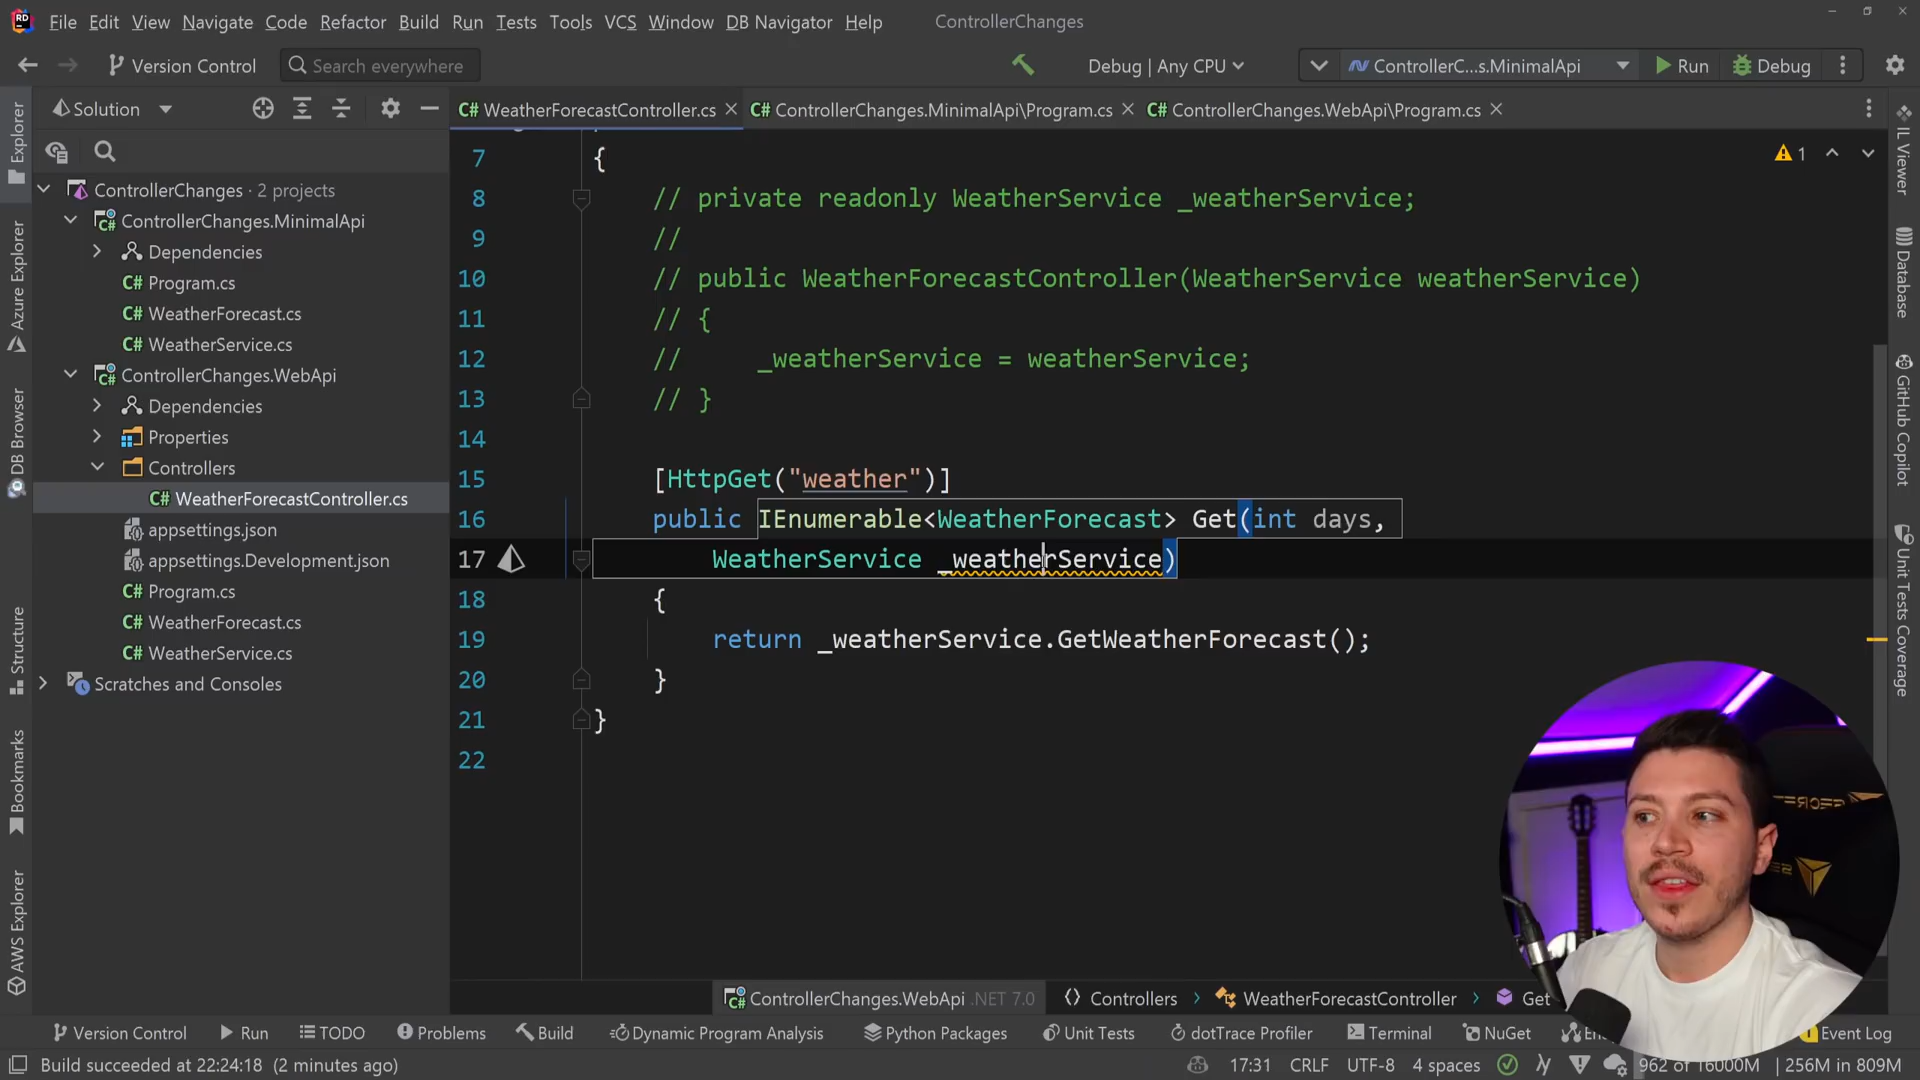 File Edit View Navigate Code Refactor Build Run Tests Tools VCS Window DB Navigator Help ControllerChanges
Version Control Search everywhere Debug | Any CPU ControllerC...s.MinimalApi Run Debug
Solution
WeatherForecastController.cs ControllerChanges.MinimalApi\Program.cs ControllerChanges.WebApi\Program.cs
Explorer
Azure Explorer
DB Browser
Structure
Bookmarks
AWS Explorer
ControllerChanges · 2 projects
ControllerChanges.MinimalApi
Dependencies
C# Program.cs
C# WeatherForecast.cs
C# WeatherService.cs
ControllerChanges.WebApi
Dependencies
Properties
Controllers
C# WeatherForecastController.cs
appsettings.json
appsettings.Development.json
C# Program.cs
C# WeatherForecast.cs
C# WeatherService.cs
Scratches and Consoles
1
7 {
8 // private readonly WeatherService _weatherService;
9 //
10 // public WeatherForecastController(WeatherService weatherService)
11 // {
12 //     _weatherService = weatherService;
13 // }
14
15 [HttpGet("weather")]
16 public IEnumerable<WeatherForecast> Get(int days,
17 WeatherService _weatherService)
18 {
19 return _weatherService.GetWeatherForecast();
20 }
21 }
22
IL Viewer
Database
GitHub Copilot
Unit Tests Coverage
ControllerChanges.WebApi .NET 7.0 Controllers WeatherForecastController Get
Version Control Run TODO Problems Build Dynamic Program Analysis Python Packages Unit Tests dotTrace Profiler Terminal NuGet Event Log
Build succeeded at 22:24:18 (2 minutes ago) 17:31 CRLF UTF-8 4 spaces 962 of 16000M 256M in 809M